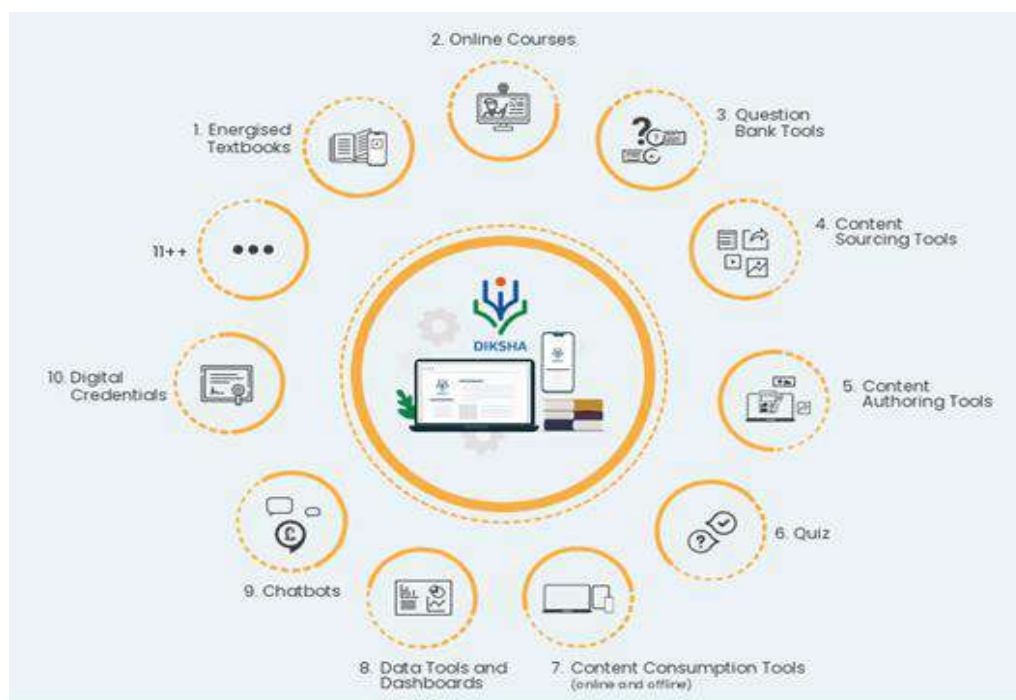 2. Online Courses
1. Energised
Textbooks
3. Question
Bank Tools
11++
4. Content
Sourcing Tools
DIKSHA
10. Digital
Credentials
5. Content
Authoring Tools
9. Chatbots
6. Quiz
8. Data Tools and
Dashboards
7. Content Consumption Tools
(online and offline)